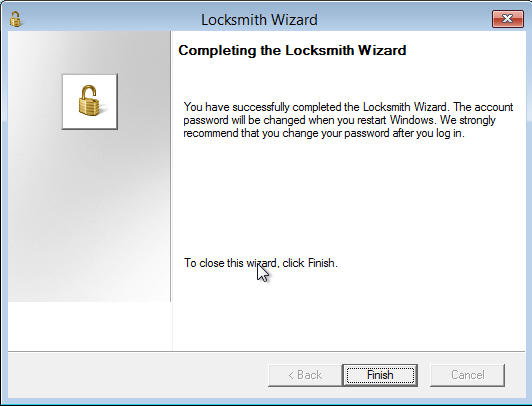 Locksmith Wizard
Completing the Locksmith Wizard
You have successfully completed the Locksmith Wizard. The account
password will be changed when you restart Windows. We strongly
recommend that you change your password after you log in.
To close this wizard, click Finish.
< Back
Finish
Cancel